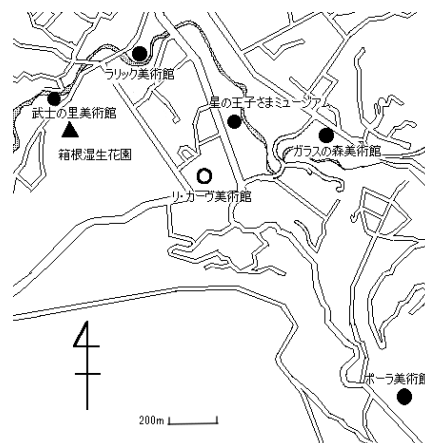 ラリック美術館
星の王子さまミュージアム
武士の里美術館
ガラスの森美術館
箱根湿生花園
リ・カーヴ美術館
ポーラ美術館
200m